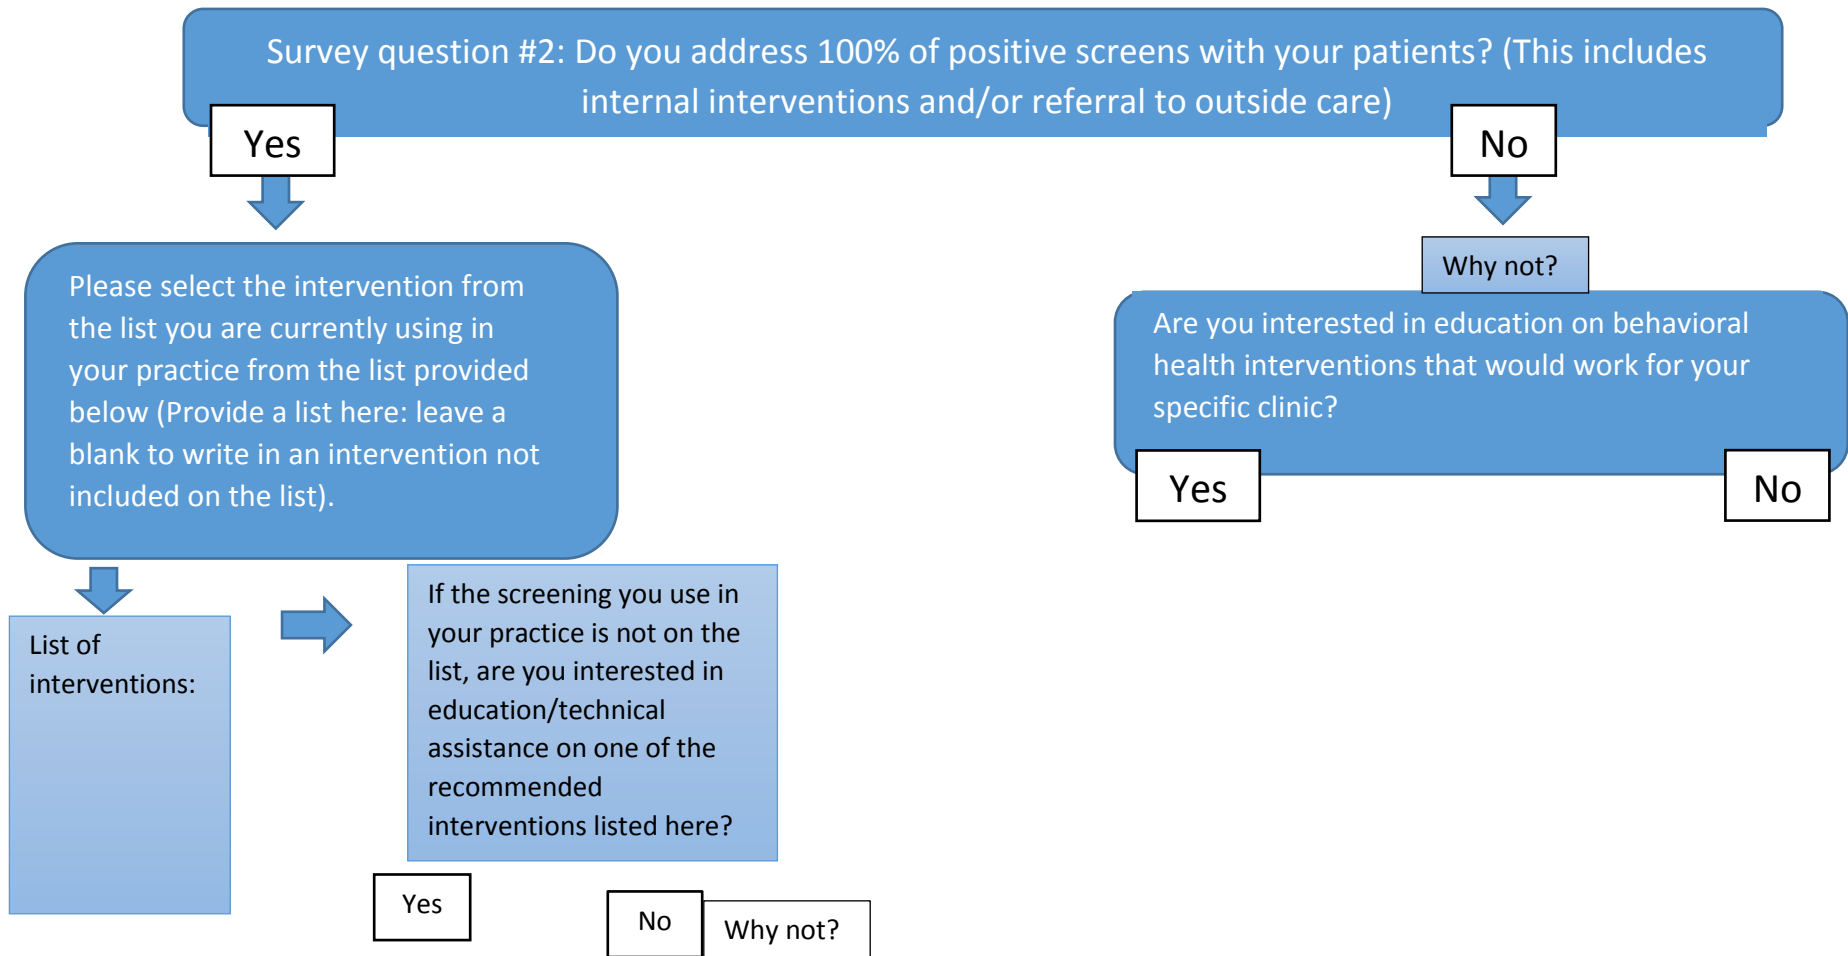 Survey question #2: Do you address 100% of positive screens with your patients? (This includes
internal interventions and/or referral to outside care)
Yes
No
Please select the intervention from
the list you are currently using in
your practice from the list provided
below (Provide a list here: leave a
blank to write in an intervention not
included on the list).
Why not?
Are you interested in education on behavioral
health interventions that would work for your
specific clinic?
Yes
No
List of
interventions:
If the screening you use in
your practice is not on the
list, are you interested in
education/technical
assistance on one of the
recommended
interventions listed here?
Yes
No
Why not?